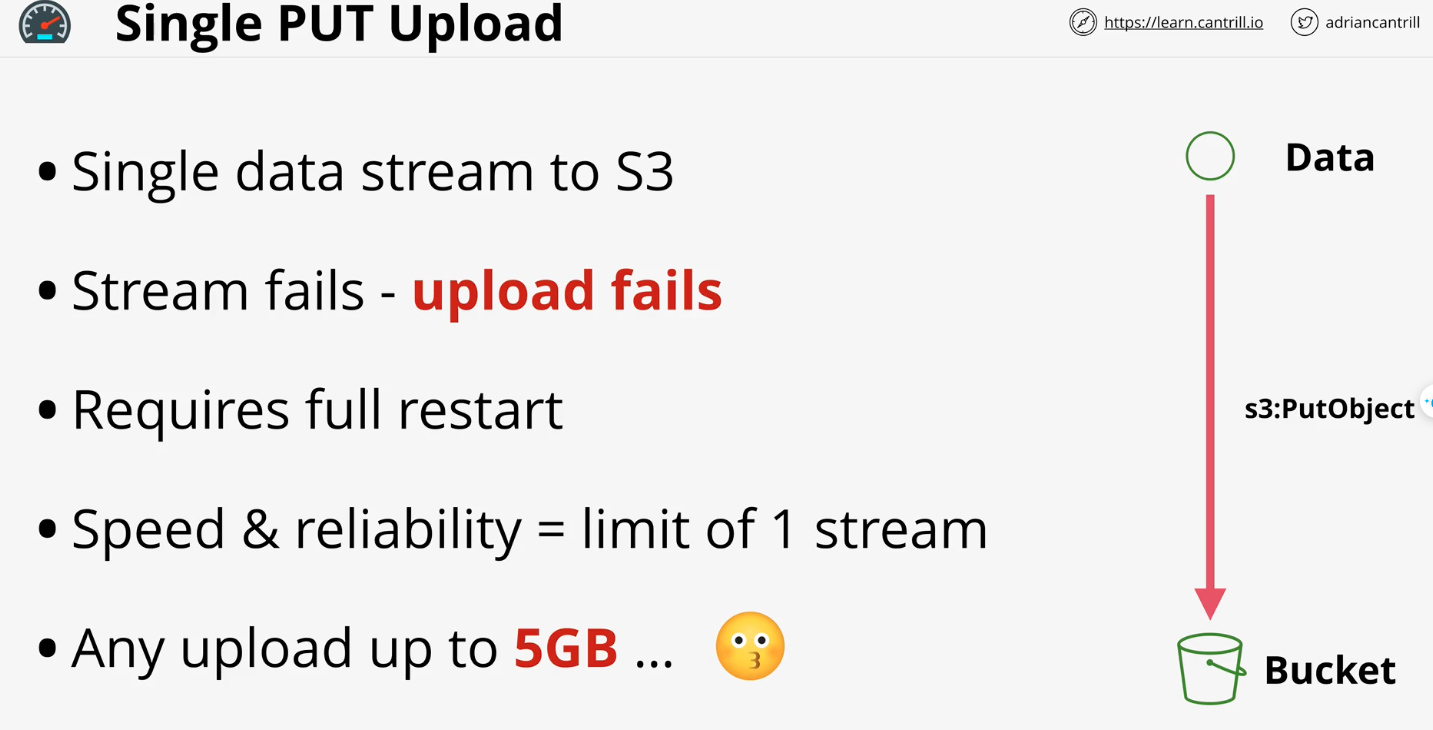 Single PUT Upload
https://learn.cantrill.io
adriancantrill
• Single data stream to S3
• Stream fails - upload fails
• Requires full restart
• Speed & reliability = limit of 1 stream
• Any upload up to 5GB ...
Data
s3:PutObject
Bucket